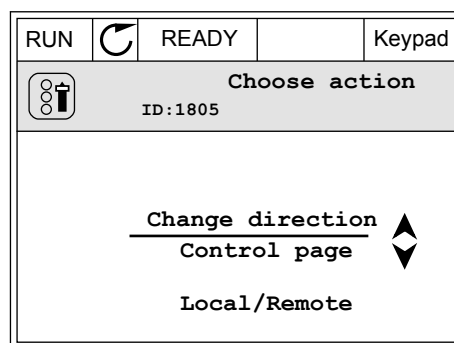 RUN READY Keypad
Choose action
ID:1805
Change direction
Control page
Local/Remote